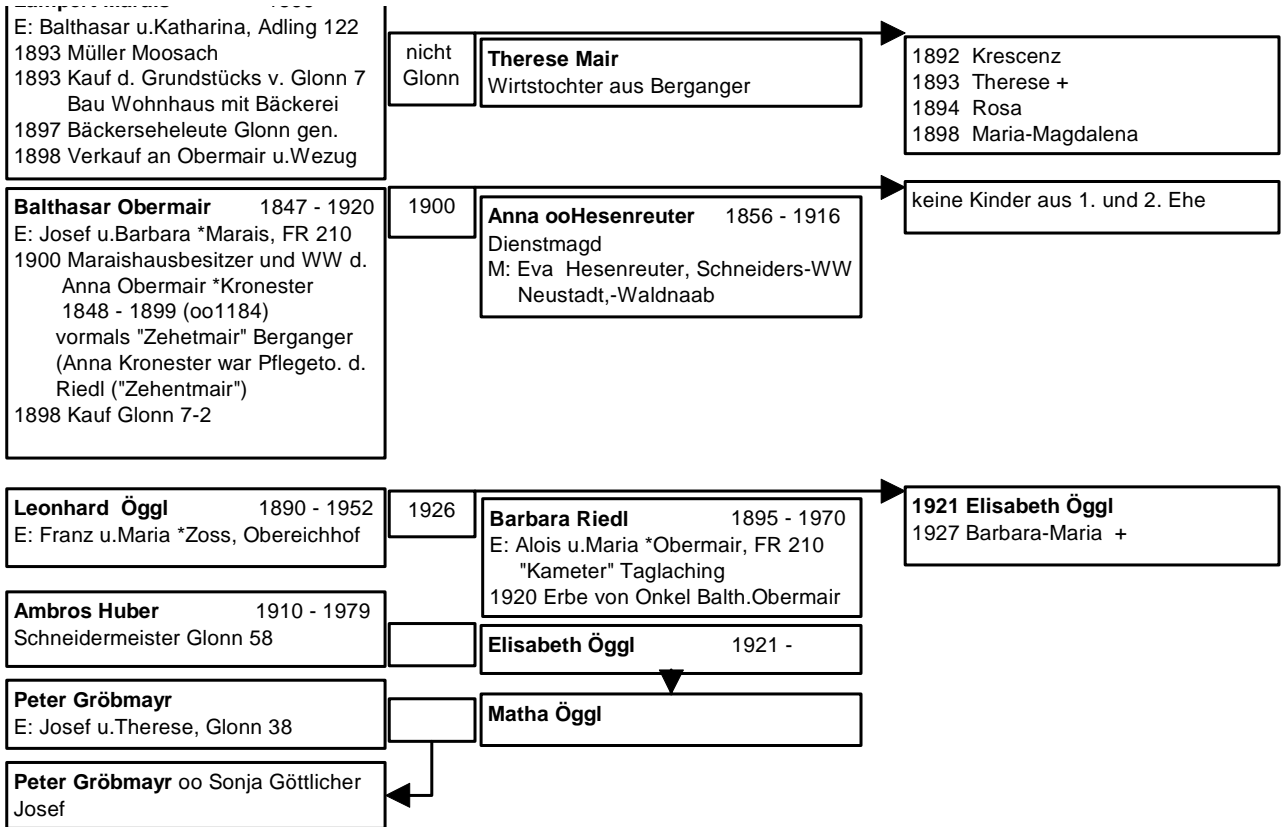 E: Balthasar u.Katharina, Adling 122
1893 Müller Moosach
1893 Kauf d. Grundstücks v. Glonn 7
Bau Wohnhaus mit Bäckerei
1897 Bäckerseheleute Glonn gen.
1898 Verkauf an Obermair u.Wezug
nicht
Glonn
Therese Mair
Wirtstochter aus Berganger
1892 Krescenz
1893 Therese +
1894 Rosa
1898 Maria-Magdalena
Balthasar Obermair 1847 - 1920
E: Josef u.Barbara *Marais, FR 210
1900 Maraishausbesitzer und WW d.
Anna Obermair *Kronester
1848 - 1899 (oo1184)
vormals "Zehetmair" Berganger
(Anna Kronester war Pflegeto. d.
Riedl ("Zehentmair")
1898 Kauf Glonn 7-2
1900
Anna ooHesenreuter 1856 - 1916
Dienstmagd
M: Eva Hesenreuter, Schneiders-WW
Neustadt,-Waldnaab
keine Kinder aus 1. und 2. Ehe
Leonhard Öggl 1890 - 1952
E: Franz u.Maria *Zoss, Obereichhof
1926
Barbara Riedl 1895 - 1970
E: Alois u.Maria *Obermair, FR 210
"Kameter" Taglaching
1920 Erbe von Onkel Balth.Obermair
1921 Elisabeth Öggl
1927 Barbara-Maria +
Ambros Huber 1910 - 1979
Schneidermeister Glonn 58
Elisabeth Öggl 1921 -
Peter Gröbmayr
E: Josef u.Therese, Glonn 38
Matha Öggl
Peter Gröbmayr oo Sonja Göttlicher
Josef